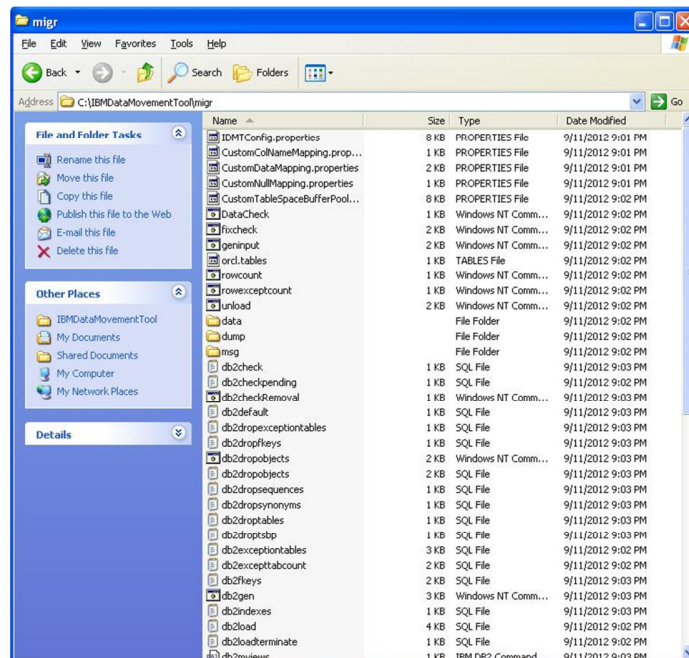 migr
File Edit View Favorites Tools Help
Back Search Folders
Address C:\IBMDataMovementTool\migr Go
File and Folder Tasks
Rename this file
Move this file
Copy this file
Publish this file to the Web
E-mail this file
Delete this file
Other Places
IBMDataMovementTool
My Documents
Shared Documents
My Computer
My Network Places
Details
Name Size Type Date Modified
IDMTConfig.properties 8 KB PROPERTIES File 9/11/2012 9:01 PM
CustomColNameMapping.prop... 1 KB PROPERTIES File 9/11/2012 9:01 PM
CustomDataMapping.properties 2 KB PROPERTIES File 9/11/2012 9:01 PM
CustomNullMapping.properties 1 KB PROPERTIES File 9/11/2012 9:01 PM
CustomTableSpaceBufferPool... 8 KB PROPERTIES File 9/11/2012 9:02 PM
DataCheck 1 KB Windows NT Comm... 9/11/2012 9:02 PM
fixcheck 2 KB Windows NT Comm... 9/11/2012 9:02 PM
geninput 2 KB Windows NT Comm... 9/11/2012 9:02 PM
orcl.tables 1 KB TABLES File 9/11/2012 9:02 PM
rowcount 1 KB Windows NT Comm... 9/11/2012 9:02 PM
rowexceptcount 1 KB Windows NT Comm... 9/11/2012 9:02 PM
unload 2 KB Windows NT Comm... 9/11/2012 9:02 PM
data File Folder 9/11/2012 9:02 PM
dump File Folder 9/11/2012 9:02 PM
msg File Folder 9/11/2012 9:02 PM
db2check 1 KB SQL File 9/11/2012 9:03 PM
db2checkpending 1 KB SQL File 9/11/2012 9:02 PM
db2checkRemoval 1 KB Windows NT Comm... 9/11/2012 9:03 PM
db2default 1 KB SQL File 9/11/2012 9:03 PM
db2dropexceptiontables 1 KB SQL File 9/11/2012 9:03 PM
db2dropfkeys 1 KB SQL File 9/11/2012 9:03 PM
db2dropobjects 2 KB Windows NT Comm... 9/11/2012 9:03 PM
db2dropobjects 2 KB SQL File 9/11/2012 9:03 PM
db2dropsequences 1 KB SQL File 9/11/2012 9:03 PM
db2dropsynonyms 1 KB SQL File 9/11/2012 9:03 PM
db2droptables 1 KB SQL File 9/11/2012 9:03 PM
db2droptsbp 1 KB SQL File 9/11/2012 9:03 PM
db2exceptiontables 3 KB SQL File 9/11/2012 9:02 PM
db2excepttabcount 2 KB SQL File 9/11/2012 9:02 PM
db2fkeys 2 KB SQL File 9/11/2012 9:03 PM
db2gen 3 KB Windows NT Comm... 9/11/2012 9:03 PM
db2indexes 1 KB SQL File 9/11/2012 9:03 PM
db2load 4 KB SQL File 9/11/2012 9:02 PM
db2loadterminate 1 KB SQL File 9/11/2012 9:02 PM
db2mviews 1 KB IBM DB2 Command 9/11/2012 9:03 PM